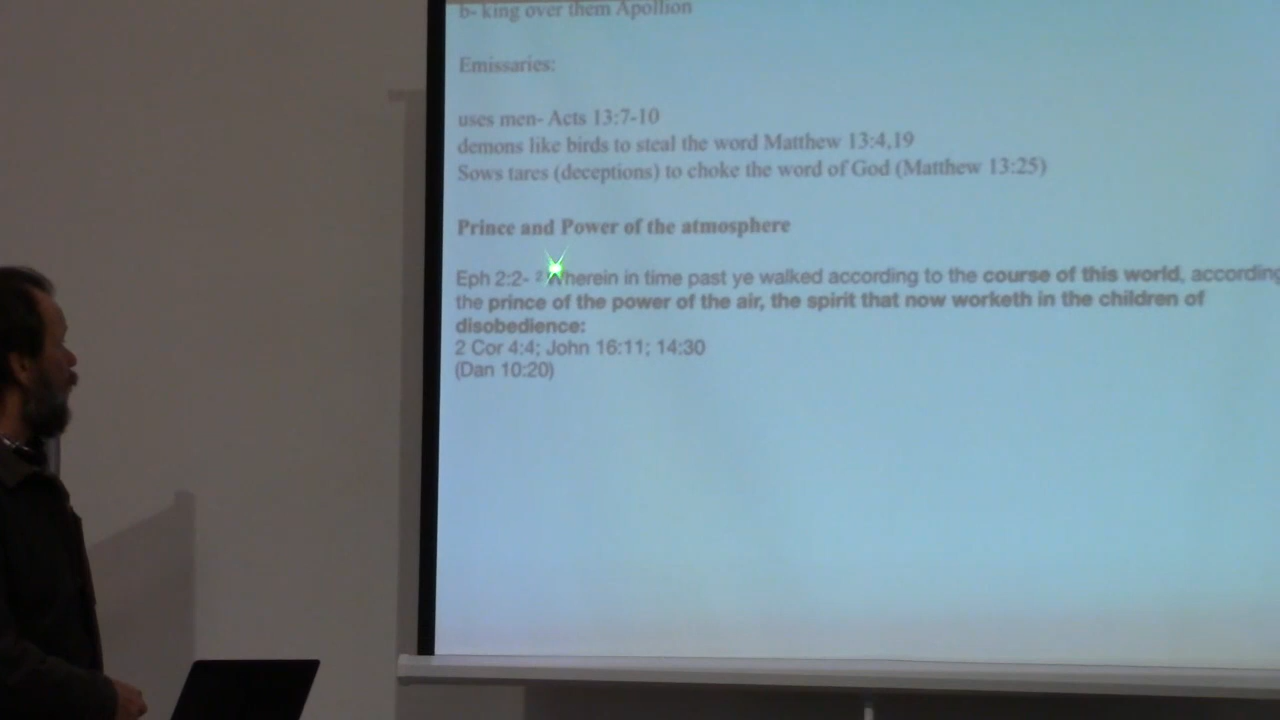 b- king over them Apollion
Emissaries:
uses men- Acts 13:7-10
demons like birds to steal the word Matthew 13:4,19
Sows tares (deceptions) to choke the word of God (Matthew 13:25)
Prince and Power of the atmosphere
Eph 2:2- ² Wherein in time past ye walked according to the course of this world, according
the prince of the power of the air, the spirit that now worketh in the children of
disobedience:
2 Cor 4:4; John 16:11; 14:30
(Dan 10:20)